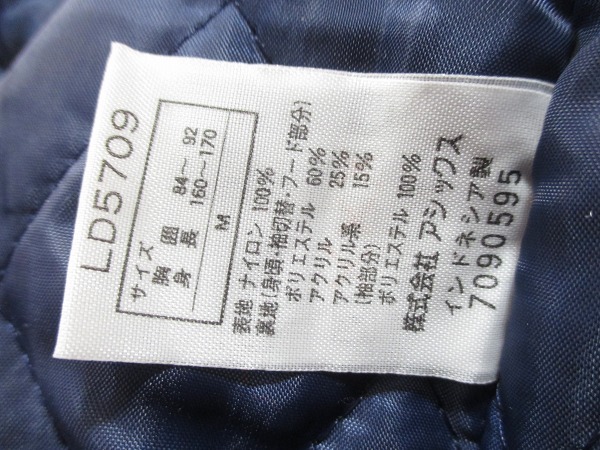 LD5709
サイズ
胸 囲 84～ 92
身 長 160～170
M
表地 ナイロン 100%
裏地(身頃・袖切替・フード部分)
ポリエステル 60%
アクリル 25%
アクリル系 15%
(袖部分)
ポリエステル 100%
株式会社 アシックス
インドネシア製
7090595